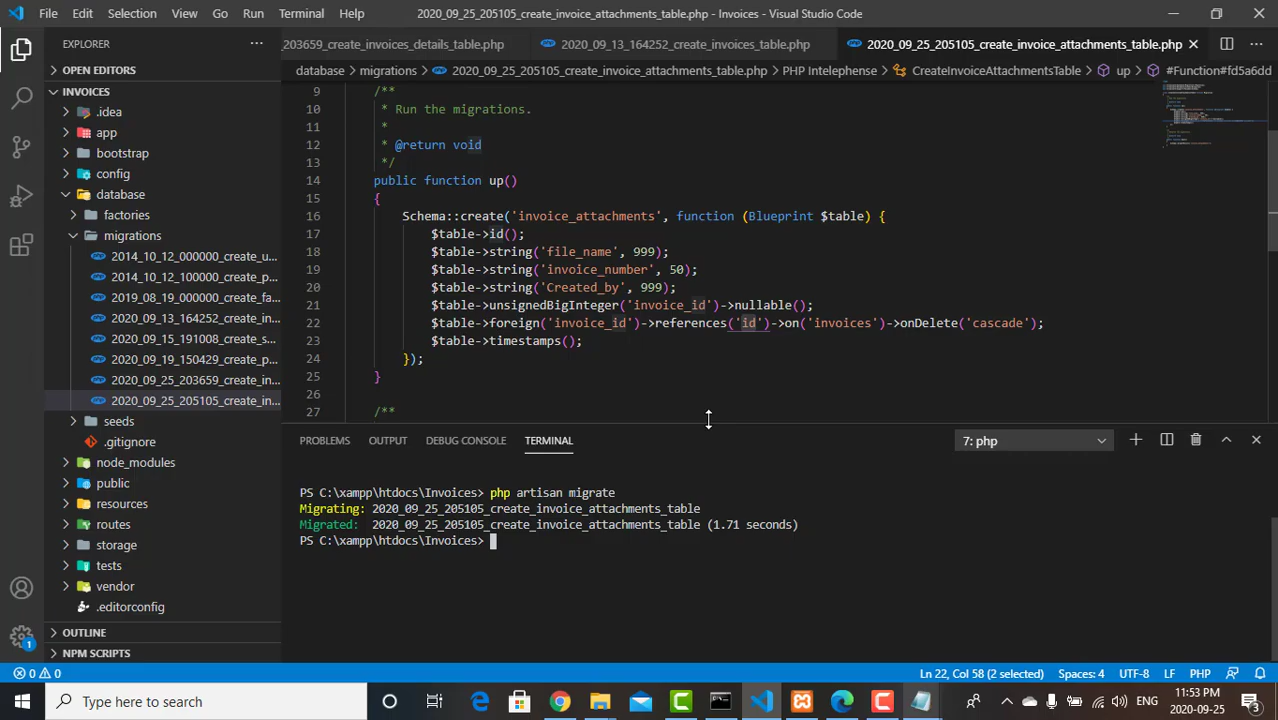 File Edit Selection View Go Run Terminal Help 2020_09_25_205105_create_invoice_attachments_table.php - Invoices - Visual Studio Code
EXPLORER
OPEN EDITORS
INVOICES
.idea
app
bootstrap
config
database
factories
migrations
2014_10_12_000000_create_u...
2014_10_12_100000_create_p...
2019_08_19_000000_create_fa...
2020_09_13_164252_create_in...
2020_09_15_191008_create_s...
2020_09_19_150429_create_p...
2020_09_25_203659_create_in...
2020_09_25_205105_create_in...
seeds
.gitignore
node_modules
public
resources
routes
storage
tests
vendor
.editorconfig
OUTLINE
NPM SCRIPTS
_203659_create_invoices_details_table.php 2020_09_13_164252_create_invoices_table.php 2020_09_25_205105_create_invoice_attachments_table.php
database > migrations > 2020_09_25_205105_create_invoice_attachments_table.php > PHP Intelephense > CreateInvoiceAttachmentsTable > up > #Function#fd5a6dd
9 /**
10 * Run the migrations.
11 *
12 * @return void
13 */
14 public function up()
15 {
16 Schema::create('invoice_attachments', function (Blueprint $table) {
17 $table->id();
18 $table->string('file_name', 999);
19 $table->string('invoice_number', 50);
20 $table->string('Created_by', 999);
21 $table->unsignedBigInteger('invoice_id')->nullable();
22 $table->foreign('invoice_id')->references('id')->on('invoices')->onDelete('cascade');
23 $table->timestamps();
24 });
25 }
26
27 /**
PROBLEMS OUTPUT DEBUG CONSOLE TERMINAL 7: php
PS C:\xampp\htdocs\Invoices> php artisan migrate
Migrating: 2020_09_25_205105_create_invoice_attachments_table
Migrated: 2020_09_25_205105_create_invoice_attachments_table (1.71 seconds)
PS C:\xampp\htdocs\Invoices>
1
0 0 Ln 22, Col 58 (2 selected) Spaces: 4 UTF-8 LF PHP
Type here to search
ENG 11:53 PM
2020-09-25
3